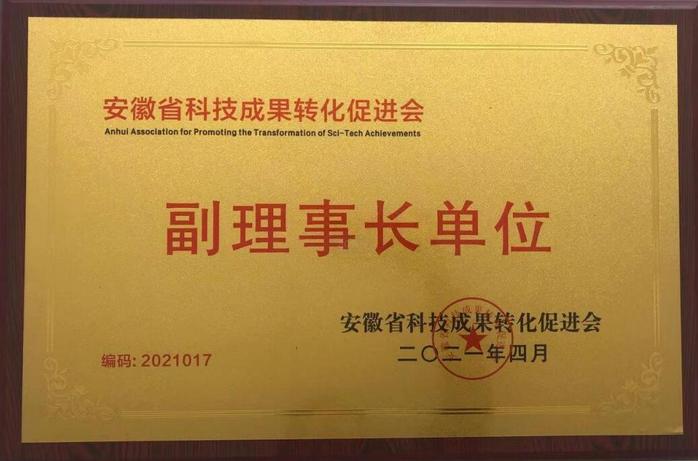 安徽省科技成果转化促进会
Anhui Association for Promoting the Transformation of Sci-Tech Achievements
副理事长单位
安徽省科技成果转化促进会
编码: 2021017
二〇二一年四月